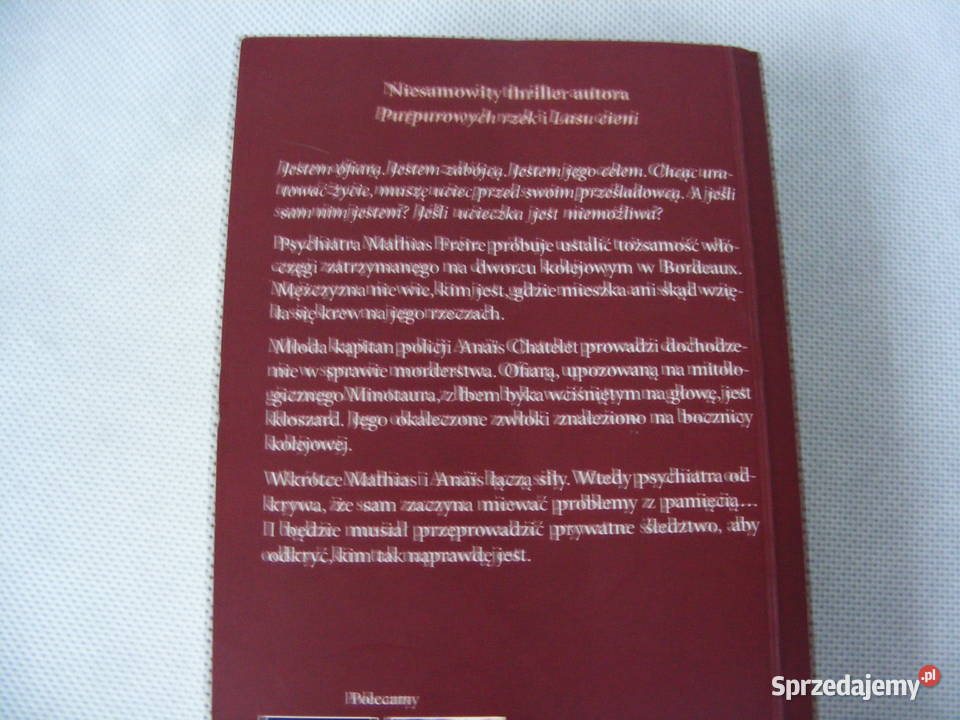 Niesamowity thriller autora
Purpurowych rzek i Lasu cieni
Jestem ofiarą. Jestem zabójcą. Jestem jego celem. Chcąc ura-
tować życie, muszę uciec przed swoim prześladowcą. A jeśli
sam nim jestem? Jeśli ucieczka jest niemożliwa?
Psychiatra Mathias Freire próbuje ustalić tożsamość włó-
częgi zatrzymanego na dworcu kolejowym w Bordeaux.
Mężczyzna nie wie, kim jest, gdzie mieszka ani skąd wzię-
ła się krew na jego rzeczach.
Młoda kapitan policji Anaïs Chatelet prowadzi dochodze-
nie w sprawie morderstwa. Ofiarą, upozowaną na mitolo-
gicznego Minotaura, z łbem byka wciśniętym na głowę, jest
kloszard. Jego okaleczone zwłoki znaleziono na bocznicy
kolejowej.
Wkrótce Mathias i Anaïs łączą siły. Wtedy psychiatra od-
krywa, że sam zaczyna miewać problemy z pamięcią...
I będzie musiał przeprowadzić prywatne śledztwo, aby
odkryć, kim tak naprawdę jest.
Polecamy
Sprzedajemy.pl